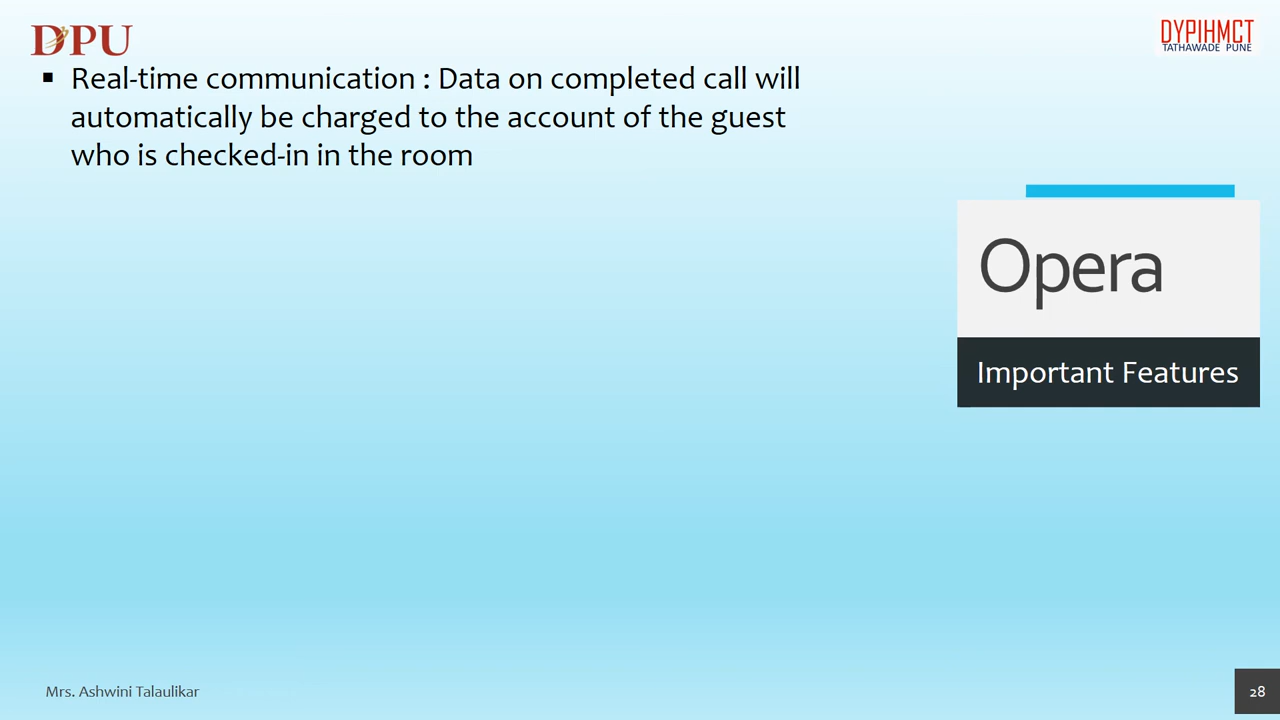 DPU
DYPIHMCT
TATHAWADE PUNE
▪ Real-time communication : Data on completed call will
automatically be charged to the account of the guest
who is checked-in in the room
Opera
Important Features
Mrs. Ashwini Talaulikar
28